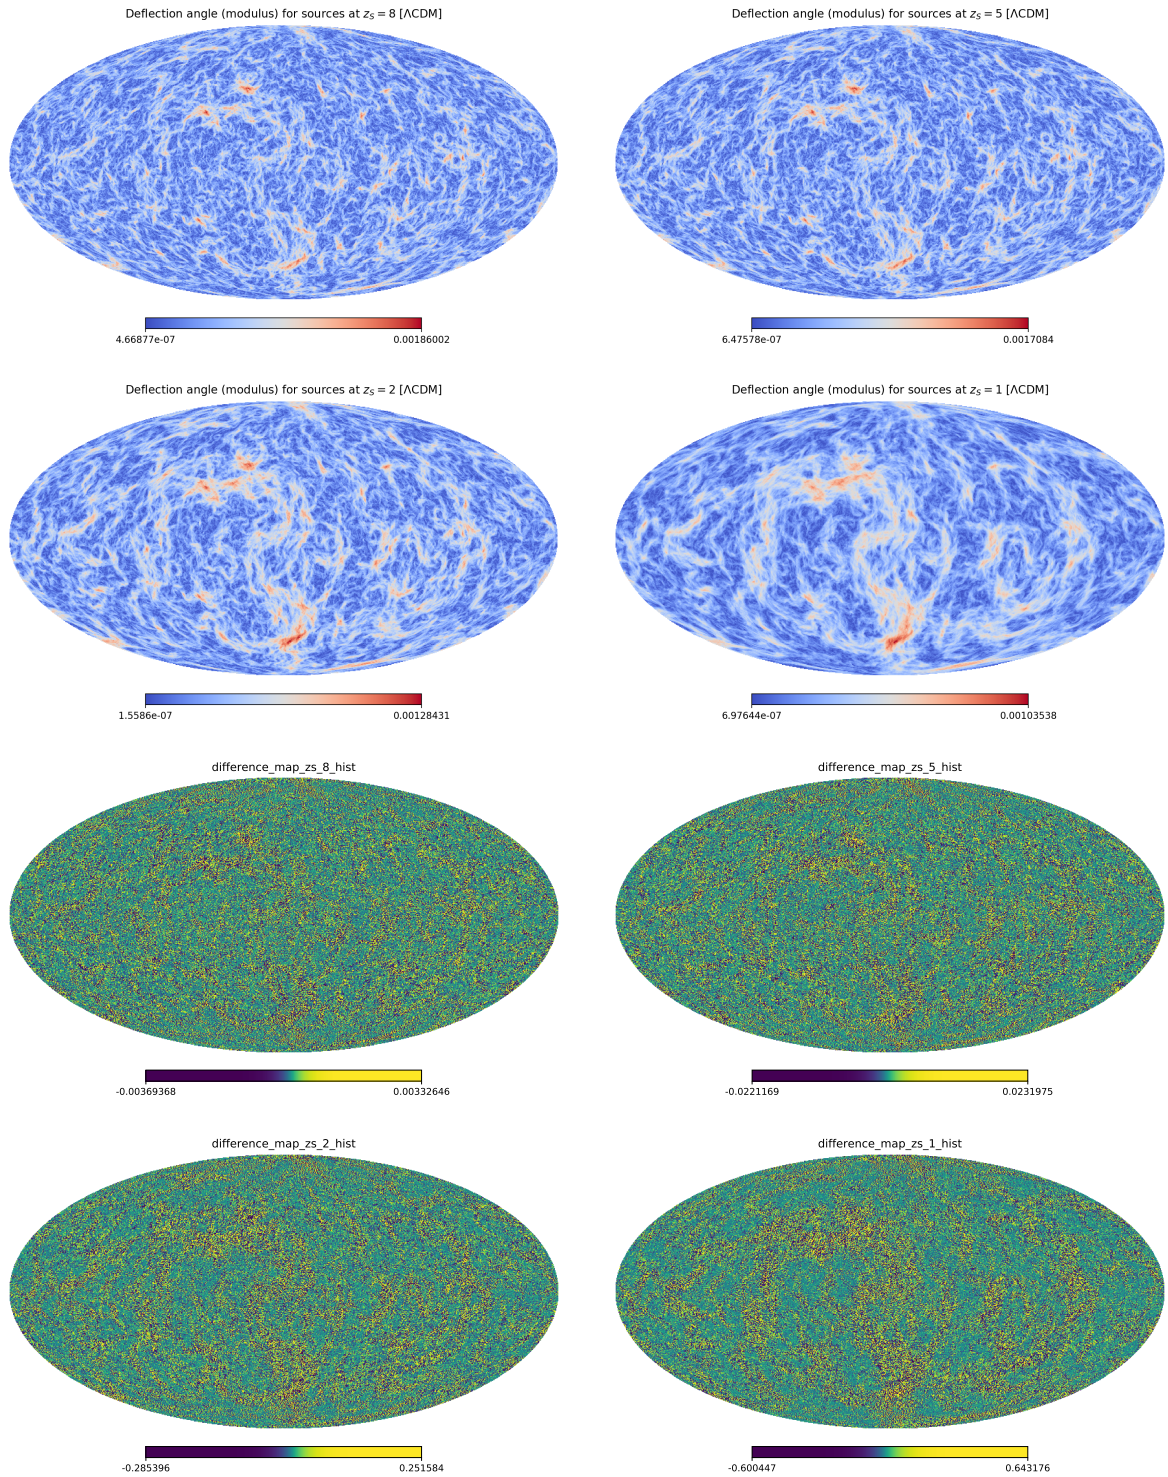 Deflection angle (modulus) for sources at z_S = 8 [ΛCDM]
Deflection angle (modulus) for sources at z_S = 5 [ΛCDM]
4.66877e-07
0.00186002
6.47578e-07
0.0017084
Deflection angle (modulus) for sources at z_S = 2 [ΛCDM]
Deflection angle (modulus) for sources at z_S = 1 [ΛCDM]
1.5586e-07
0.00128431
6.97644e-07
0.00103538
difference_map_zs_8_hist
difference_map_zs_5_hist
-0.00369368
0.00332646
-0.0221169
0.0231975
difference_map_zs_2_hist
difference_map_zs_1_hist
-0.285396
0.251584
-0.600447
0.643176